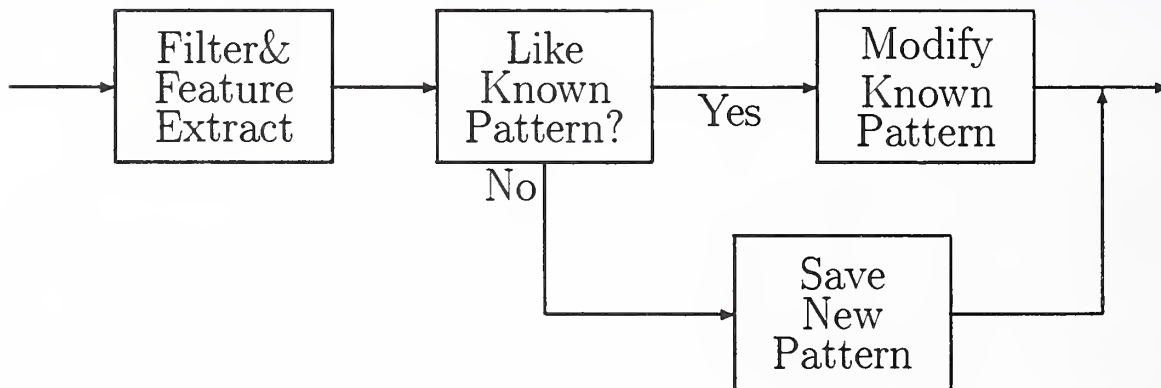 Filter&
Feature
Extract
Like
Known
Pattern?
Yes
No
Modify
Known
Pattern
Save
New
Pattern